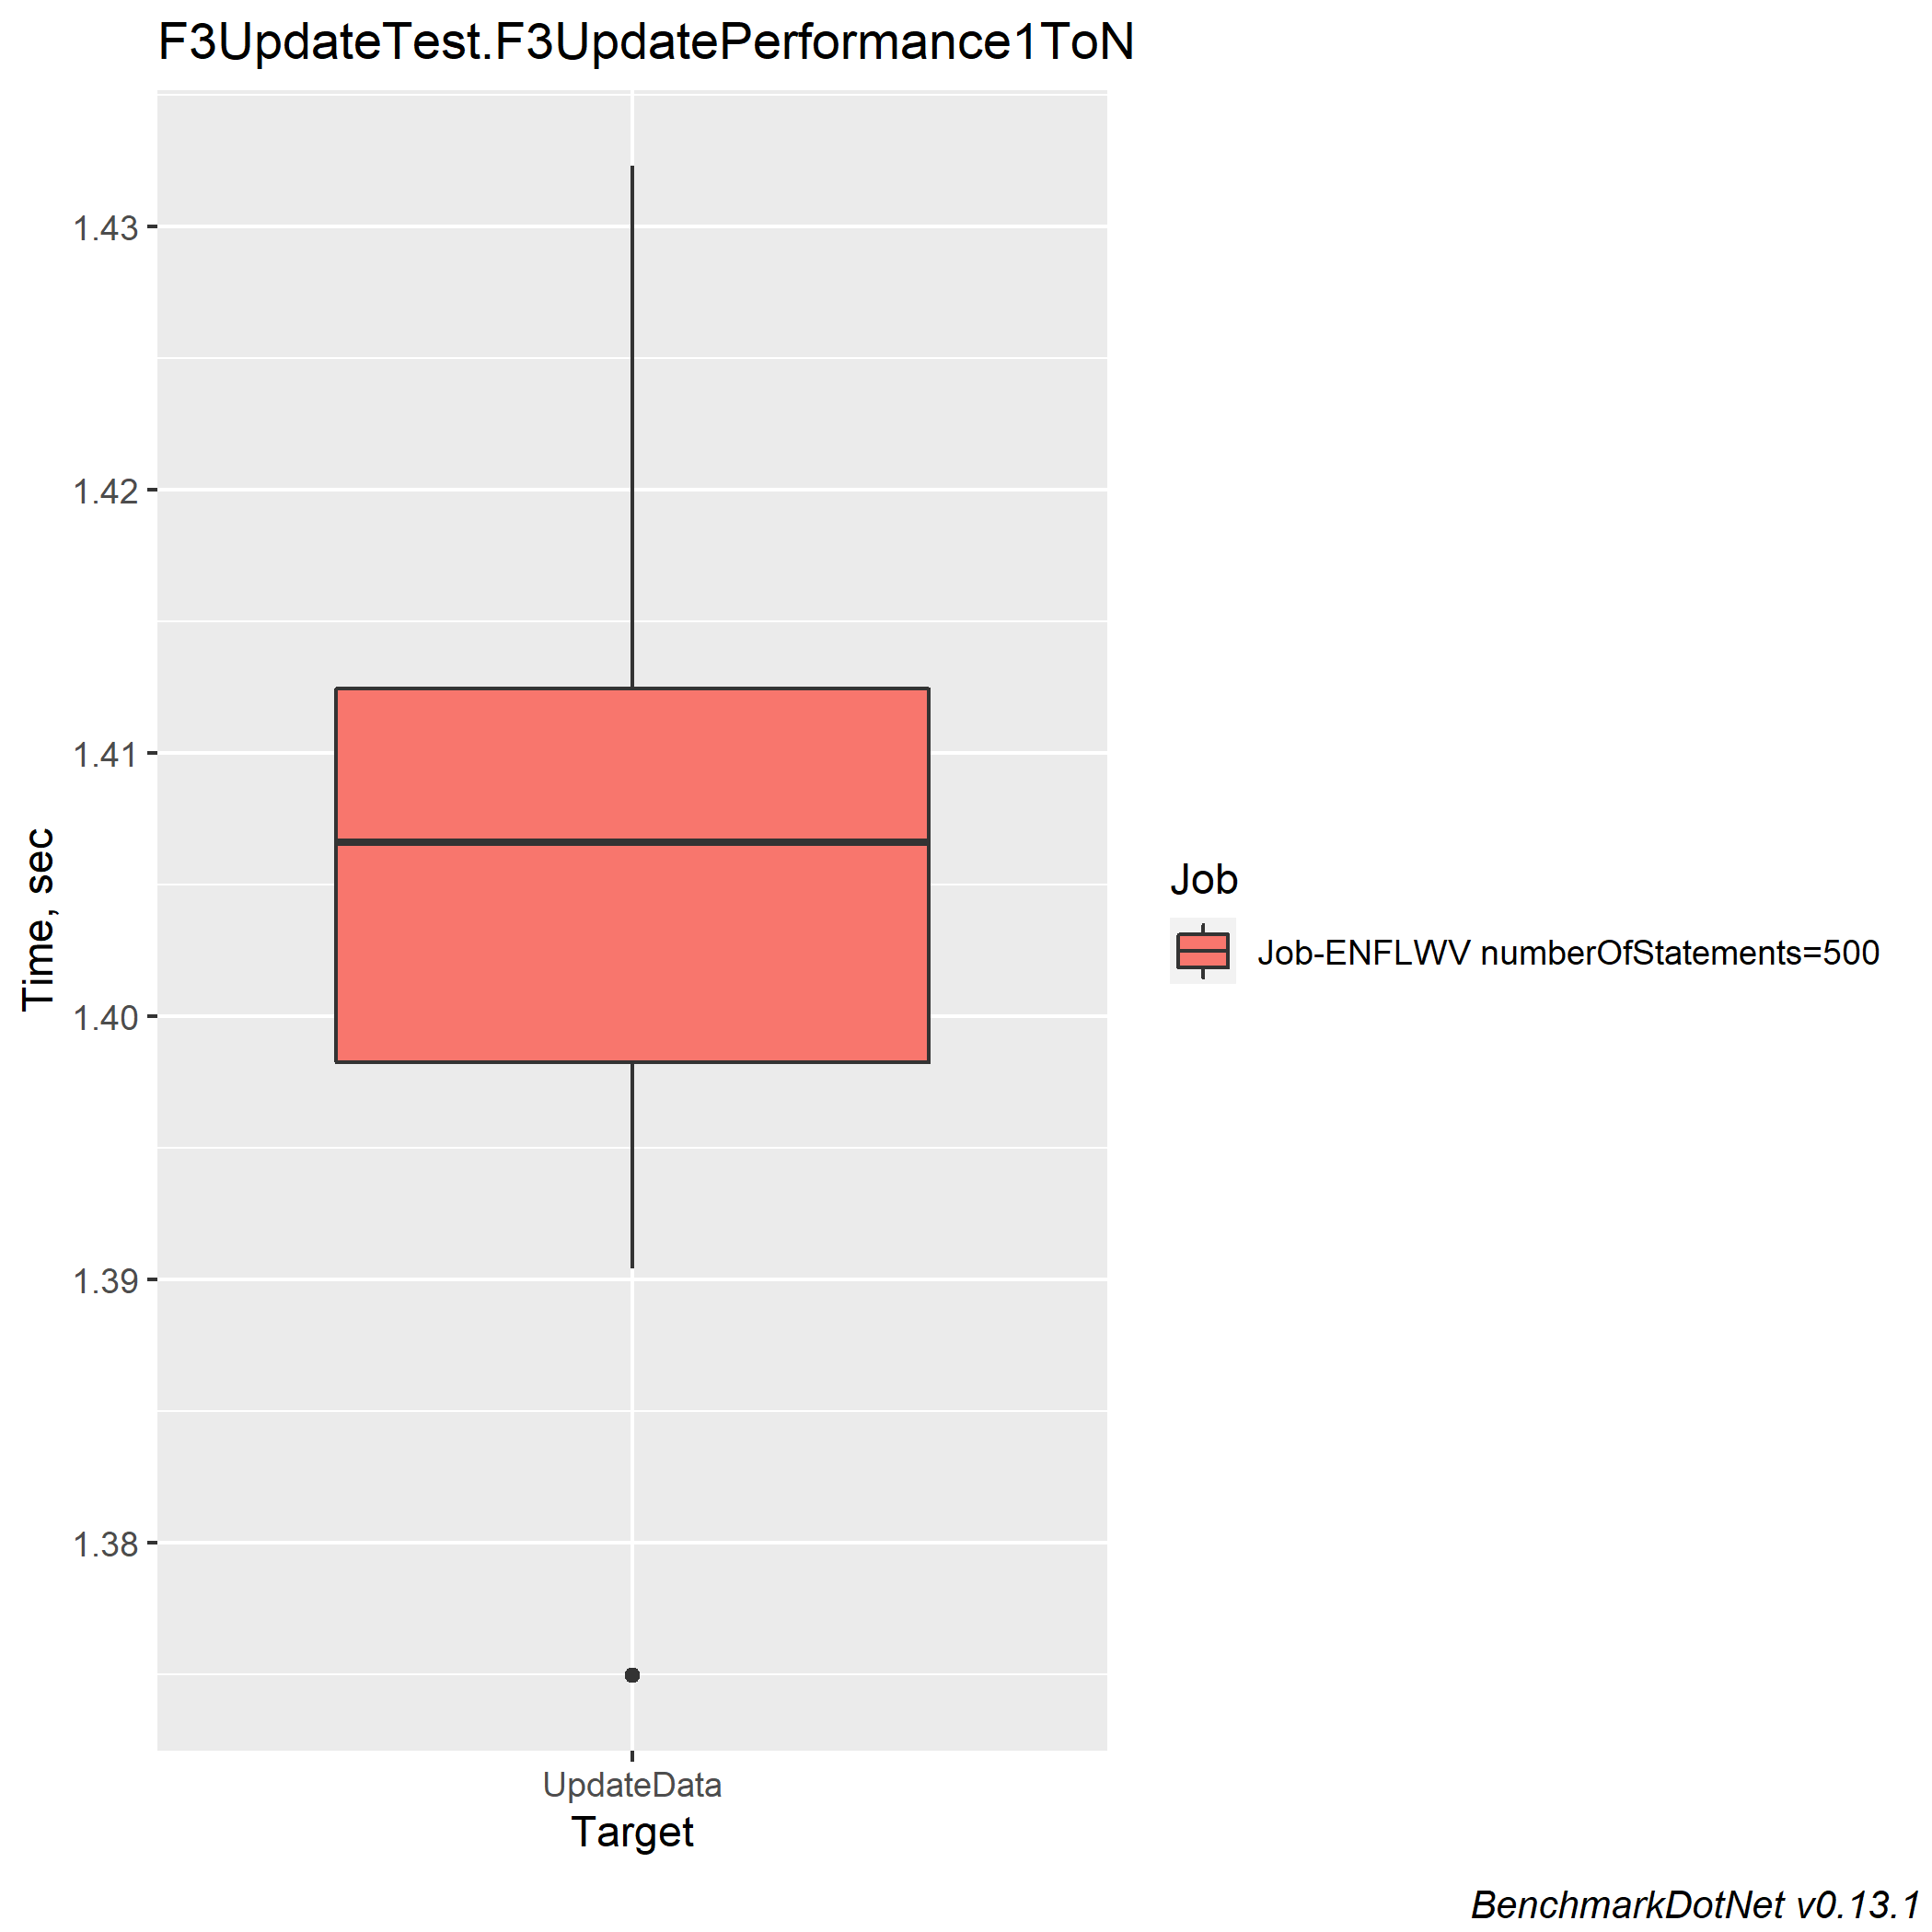 F3UpdateTest.F3UpdatePerformance1ToN
1.43
1.42
1.41
1.40
1.39
1.38
Time, sec
UpdateData
Target
Job
Job-ENFLWV numberOfStatements=500
BenchmarkDotNet v0.13.1